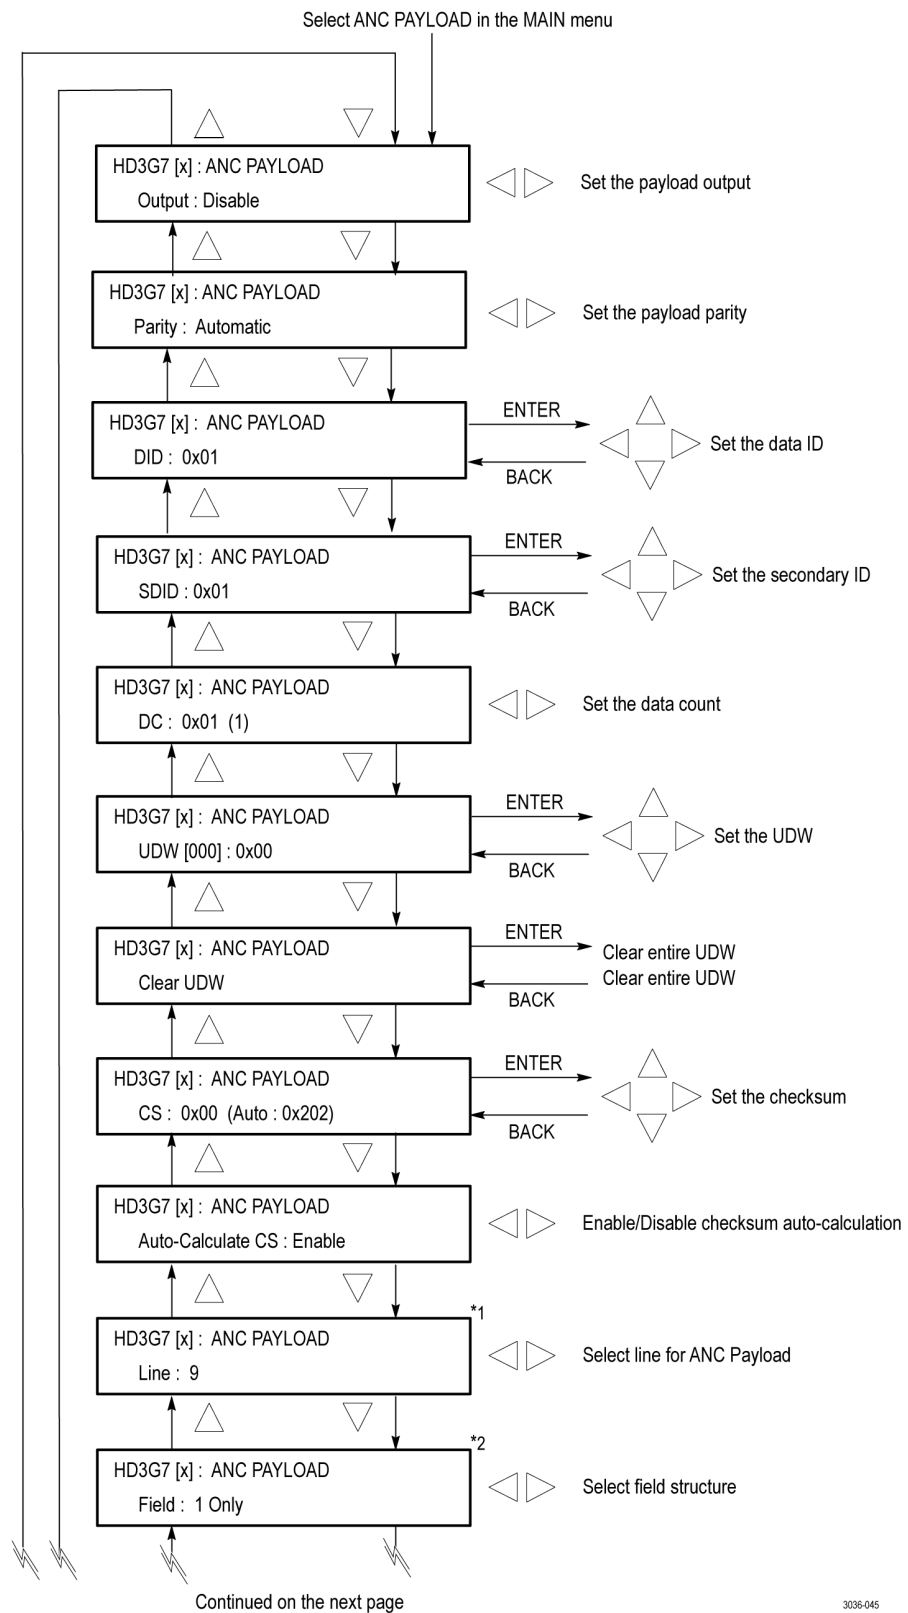 Select ANC PAYLOAD in the MAIN menu
HD3G7 [x] : ANC PAYLOAD
Output : Disable
Set the payload output
HD3G7 [x] : ANC PAYLOAD
Parity : Automatic
Set the payload parity
HD3G7 [x] : ANC PAYLOAD
DID : 0x01
ENTER
BACK
Set the data ID
HD3G7 [x] : ANC PAYLOAD
SDID : 0x01
ENTER
BACK
Set the secondary ID
HD3G7 [x] : ANC PAYLOAD
DC : 0x01 (1)
Set the data count
HD3G7 [x] : ANC PAYLOAD
UDW [000] : 0x00
ENTER
BACK
Set the UDW
HD3G7 [x] : ANC PAYLOAD
Clear UDW
ENTER
BACK
Clear entire UDW
Clear entire UDW
HD3G7 [x] : ANC PAYLOAD
CS : 0x00 (Auto : 0x202)
ENTER
BACK
Set the checksum
HD3G7 [x] : ANC PAYLOAD
Auto-Calculate CS : Enable
Enable/Disable checksum auto-calculation
*1
HD3G7 [x] : ANC PAYLOAD
Line : 9
Select line for ANC Payload
*2
HD3G7 [x] : ANC PAYLOAD
Field : 1 Only
Select field structure
Continued on the next page
3036-045